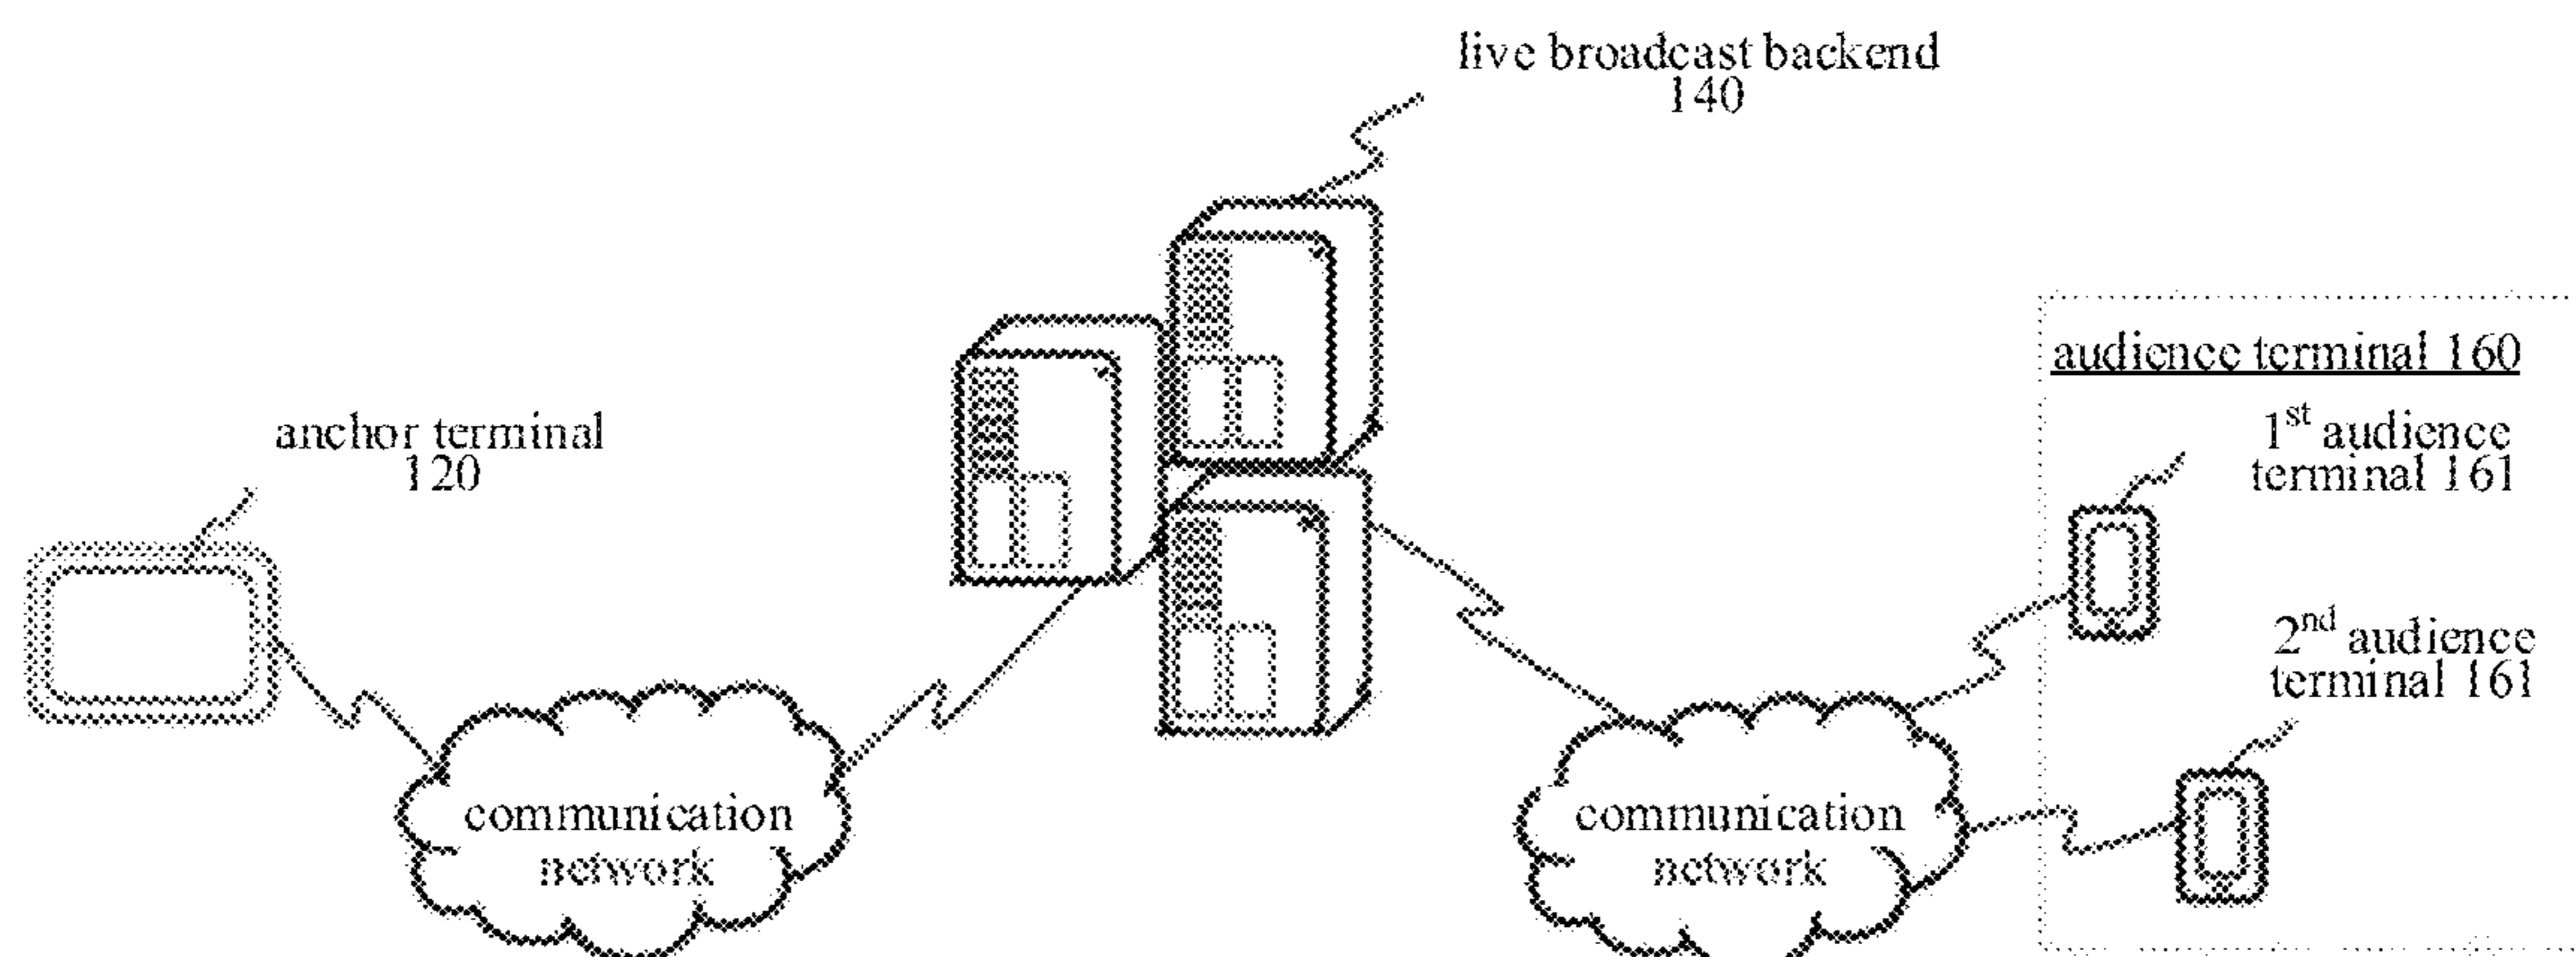 live broadcast backend
140
audience terminal 160
1st audience
terminal 161
anchor terminal
120
2nd audience
terminal 161
communication
network
communication
network